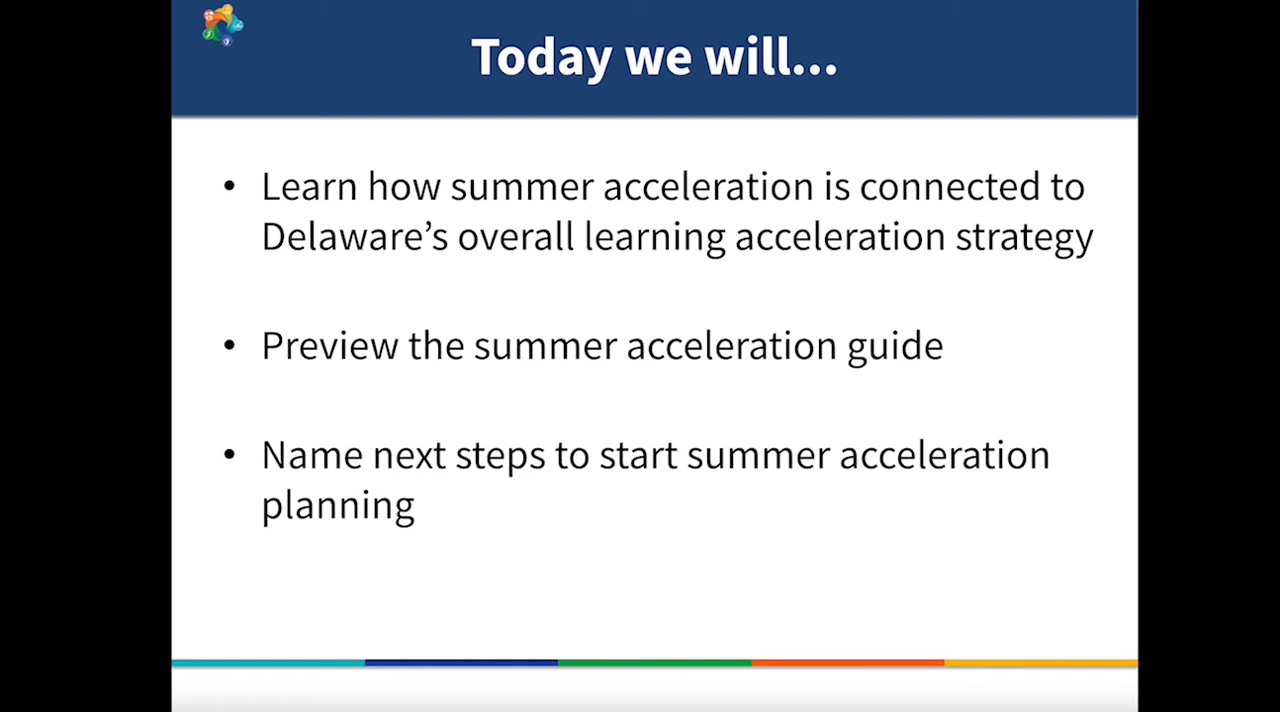 Today we will...
• Learn how summer acceleration is connected to
Delaware’s overall learning acceleration strategy
• Preview the summer acceleration guide
• Name next steps to start summer acceleration
planning